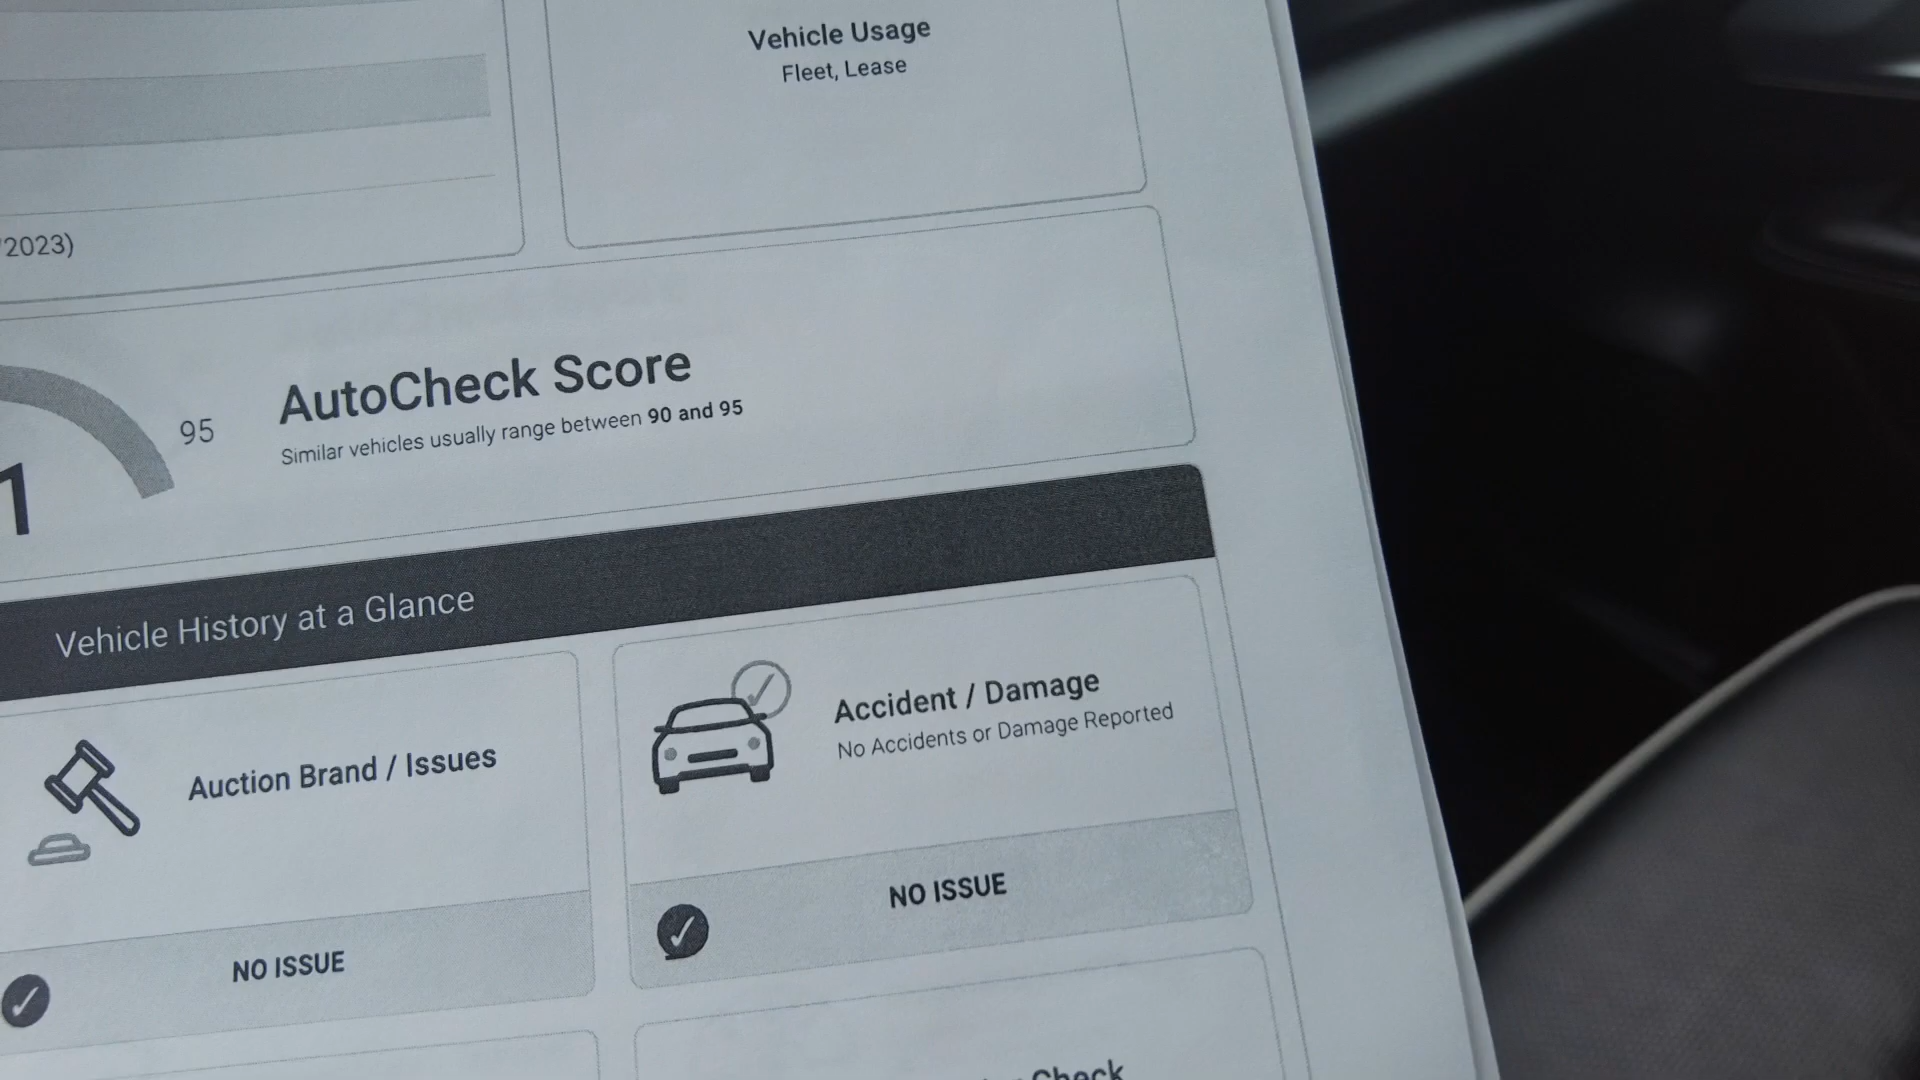 Vehicle Usage
Fleet, Lease
/2023)
95
AutoCheck Score
Similar vehicles usually range between 90 and 95
1
Vehicle History at a Glance
Auction Brand / Issues
Accident / Damage
No Accidents or Damage Reported
NO ISSUE
NO ISSUE
Check